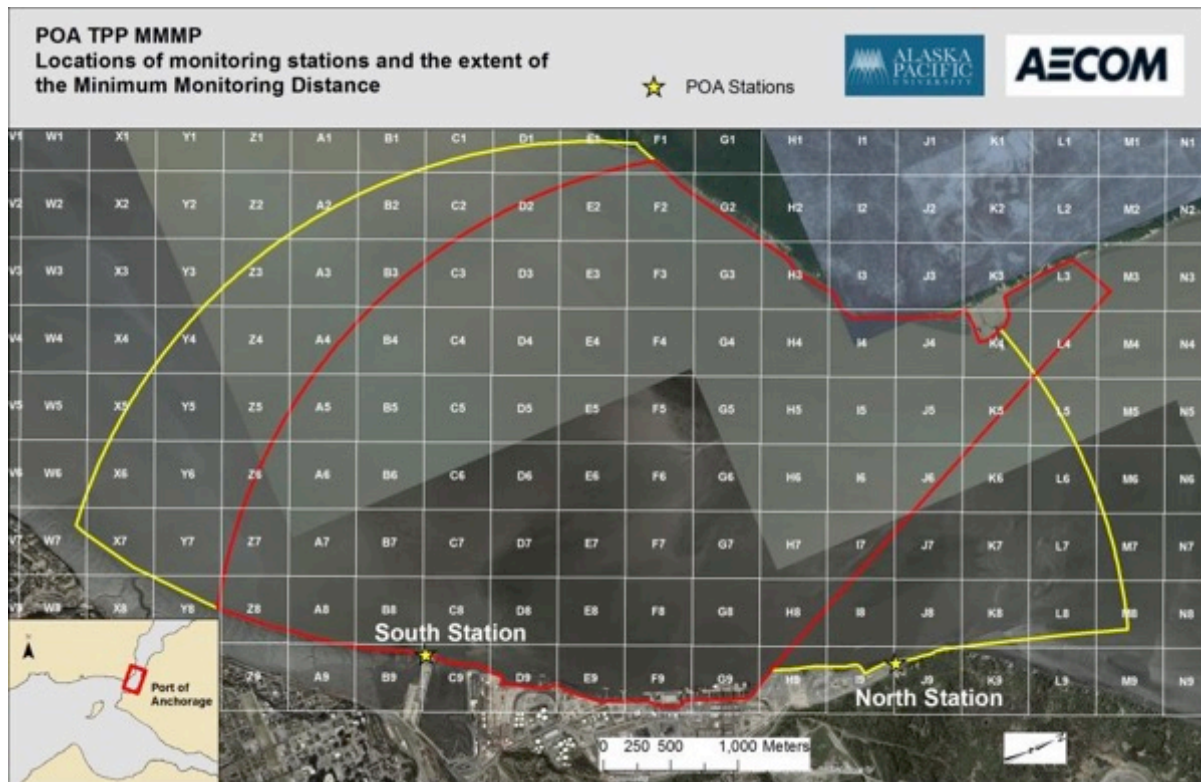 POA TPP MMMP
Locations of monitoring stations and the extent of
the Minimum Monitoring Distance
POA Stations
ALASKA
PACIFIC
UNIVERSITY
AECOM
V1 W1 X1 Y1 Z1 A1 B1 C1 D1 E1 F1 G1 H1 I1 J1 K1 L1 M1 N1
V2 W2 X2 Y2 Z2 A2 B2 C2 D2 E2 F2 G2 H2 I2 J2 K2 L2 M2 N2
V3 W3 X3 Y3 Z3 A3 B3 C3 D3 E3 F3 G3 H3 I3 J3 K3 L3 M3 N3
V4 W4 X4 Y4 Z4 A4 B4 C4 D4 E4 F4 G4 H4 I4 J4 K4 L4 M4 N4
V5 W5 X5 Y5 Z5 A5 B5 C5 D5 E5 F5 G5 H5 I5 J5 K5 L5 M5 N5
V6 W6 X6 Y6 Z6 A6 B6 C6 D6 E6 F6 G6 H6 I6 J6 K6 L6 M6 N6
V7 W7 X7 Y7 Z7 A7 B7 C7 D7 E7 F7 G7 H7 I7 J7 K7 L7 M7 N7
V8 W8 X8 Y8 Z8 A8 B8 C8 D8 E8 F8 G8 H8 I8 J8 K8 L8 M8 N8
South Station
Z9 A9 B9 C9 D9 E9 F9 G9 H9 I9 J9 K9 L9 M9 N9
North Station
Port of
Anchorage
0 250 500 1,000 Meters